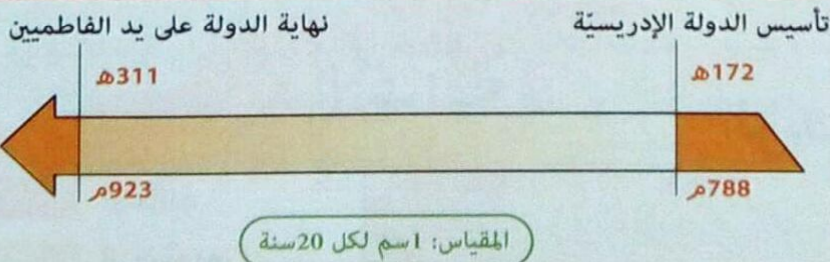 تأسيس الدولة الإدريسيّة
نهاية الدولة على يد الفاطميين
172هـ
311هـ
788م
923م
المقياس: 1سم لكل 20سنة